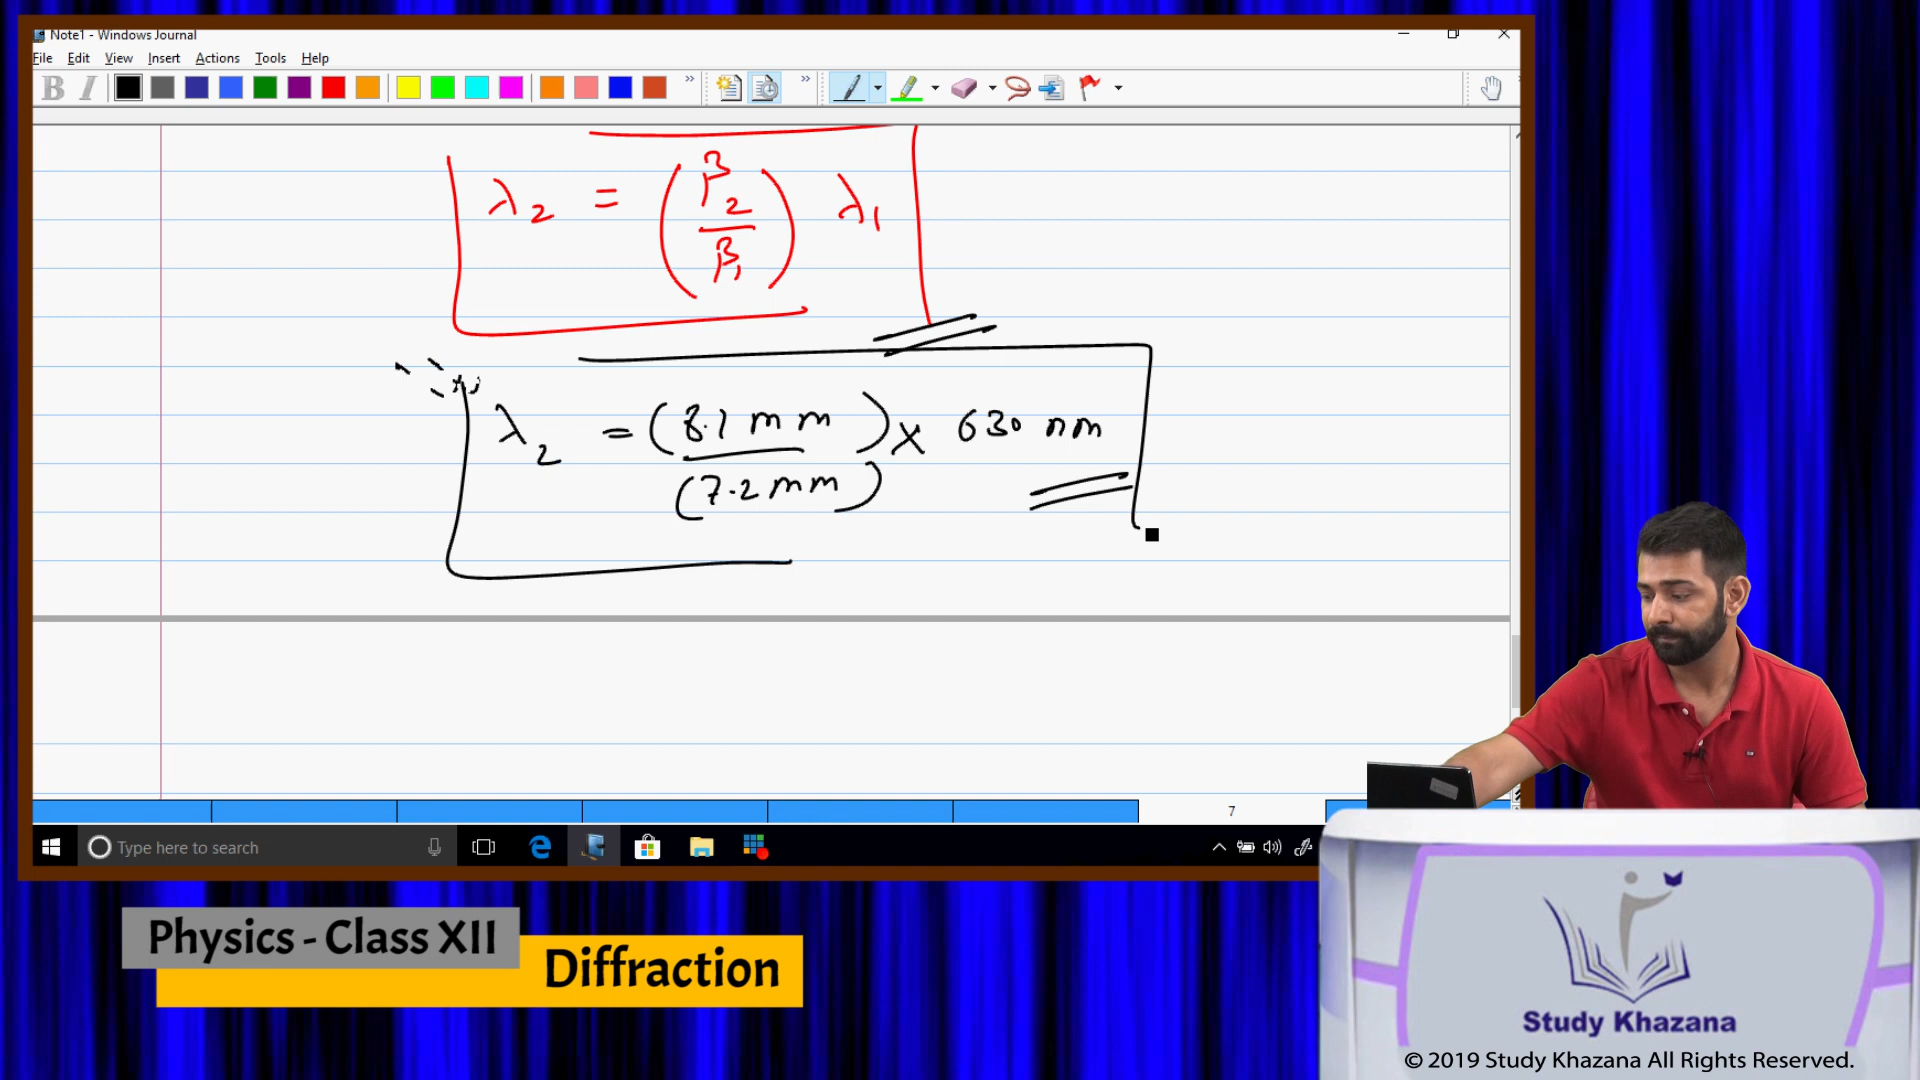 Note1 - Windows Journal
File Edit View Insert Actions Tools Help
B I
λ2 = (β2/β1) λ1
λ2 = (8.1 mm) × 630 nm
(7.2 mm)
7
Type here to search
Physics - Class XII
Diffraction
Study Khazana
© 2019 Study Khazana All Rights Reserved.